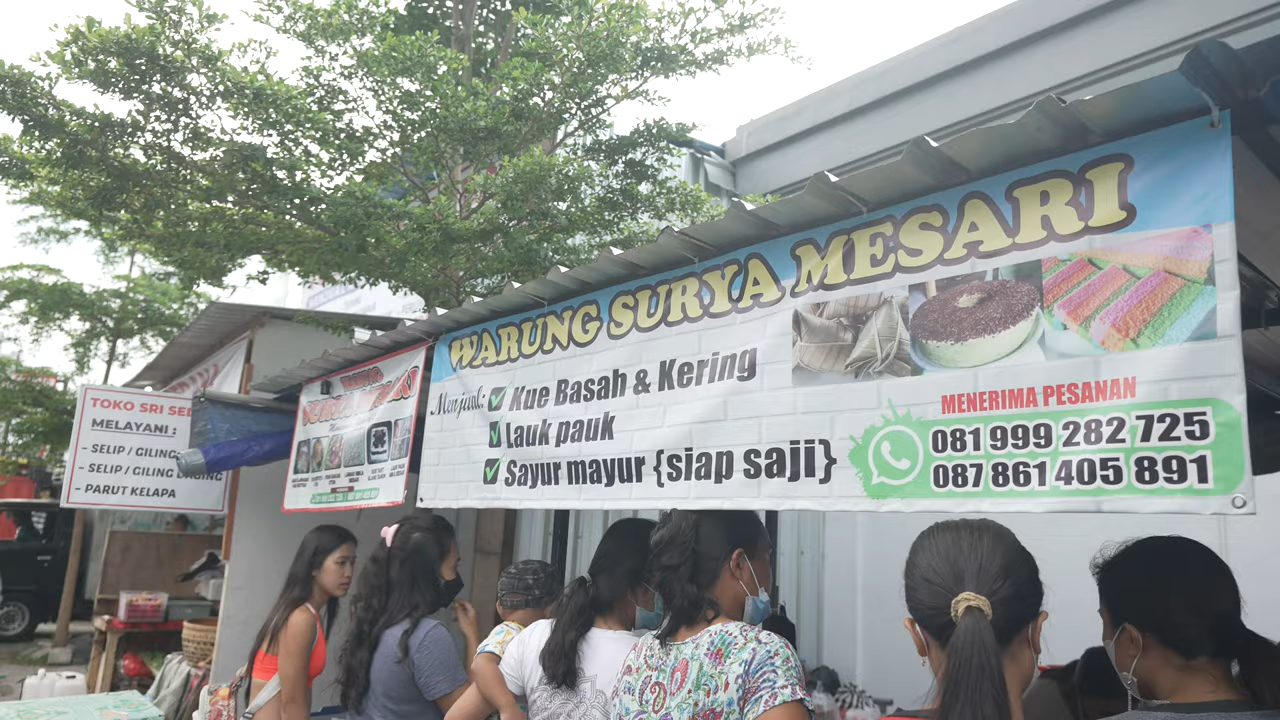 WARUNG SURYA MESARI
Menjual:
Kue Basah & Kering
Lauk pauk
Sayur mayur {siap saji}
MENERIMA PESANAN
081 999 282 725
087 861 405 891
TOKO SRI
MELAYANI :
- SELIP / GILING
- SELIP / GILING DAGING
- PARUT KELAPA